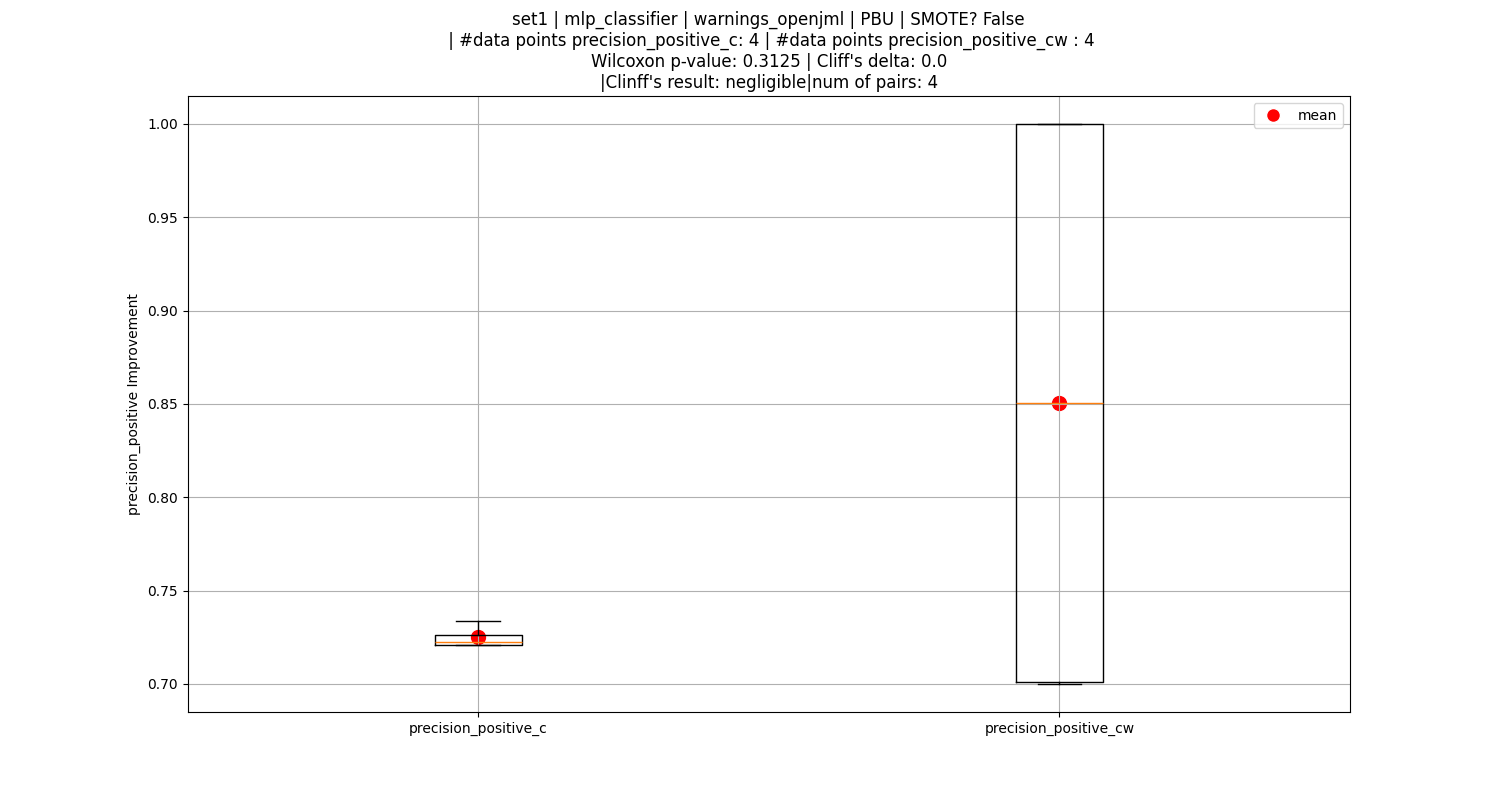 set1 | mlp_classifier | warnings_openjml | PBU | SMOTE? False
| #data points precision_positive_c: 4 | #data points precision_positive_cw : 4
Wilcoxon p-value: 0.3125 | Cliff's delta: 0.0
|Clinff's result: negligible|num of pairs: 4
mean
1.00
0.95
0.90
0.85
0.80
0.75
0.70
precision_positive Improvement
precision_positive_c
precision_positive_cw